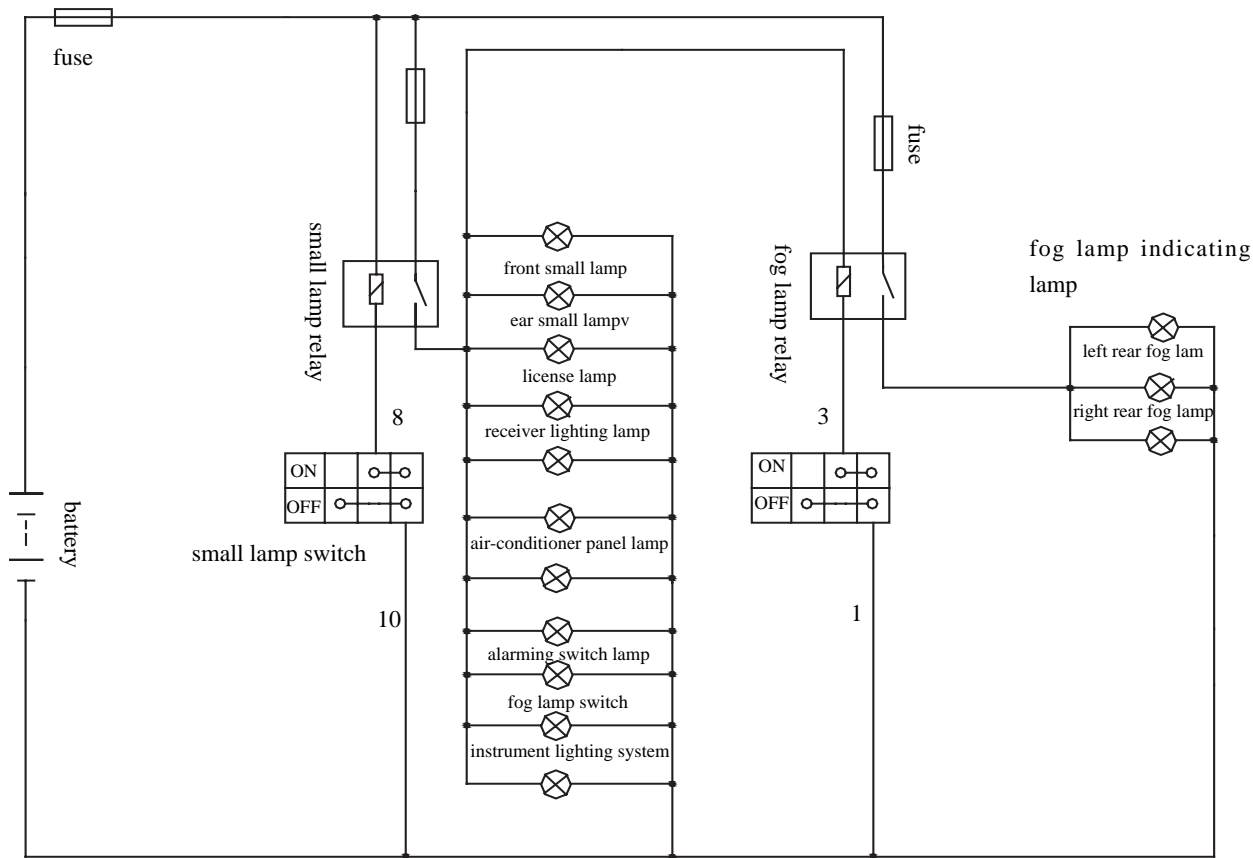 fuse
fuse
small lamp relay
fog lamp relay
fog lamp indicating
lamp
front small lamp
ear small lampv
license lamp
receiver lighting lamp
left rear fog lam
right rear fog lamp
8
3
ON
OFF
ON
OFF
battery
small lamp switch
air-conditioner panel lamp
10
1
alarming switch lamp
fog lamp switch
instrument lighting system